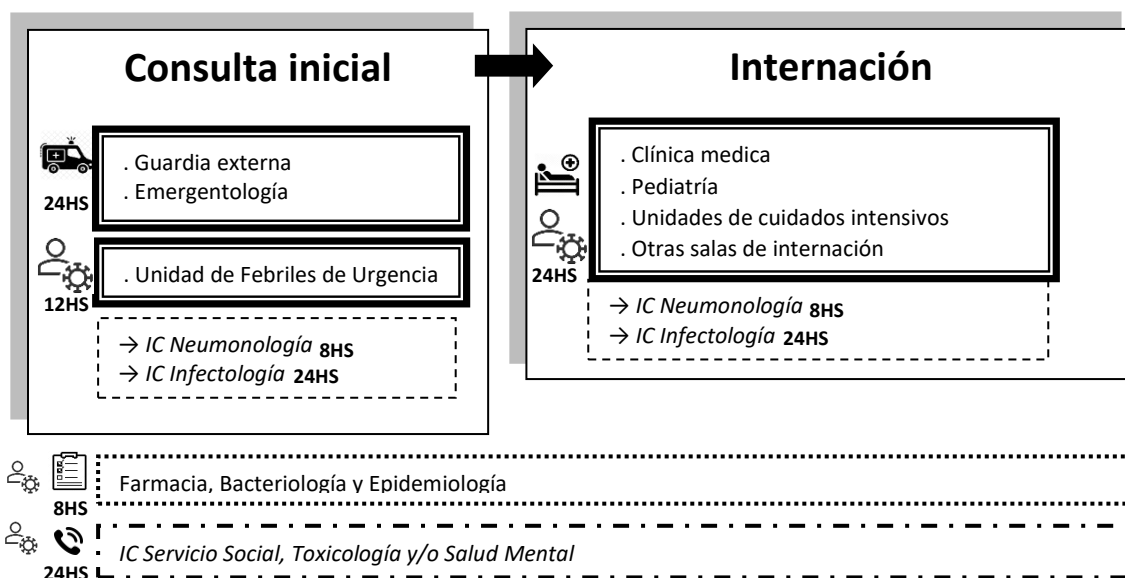 Consulta inicial
. Guardia externa
. Emergentología
24HS
. Unidad de Febriles de Urgencia
12HS
→ IC Neumonología 8HS
→ IC Infectología 24HS
Internación
. Clínica medica
. Pediatría
. Unidades de cuidados intensivos
. Otras salas de internación
24HS
→ IC Neumonología 8HS
→ IC Infectología 24HS
Farmacia, Bacteriología y Epidemiología
8HS
IC Servicio Social, Toxicología y/o Salud Mental
24HS